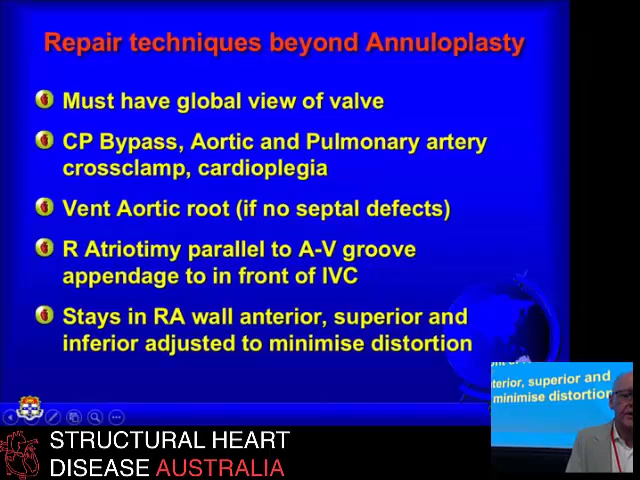 Repair techniques beyond Annuloplasty
Must have global view of valve
CP Bypass, Aortic and Pulmonary artery
crossclamp, cardioplegia
Vent Aortic root (if no septal defects)
R Atriotimy parallel to A-V groove
appendage to in front of IVC
Stays in RA wall anterior, superior and
inferior adjusted to minimise distortion
terior, superior and
minimise distortion
STRUCTURAL HEART
DISEASE AUSTRALIA